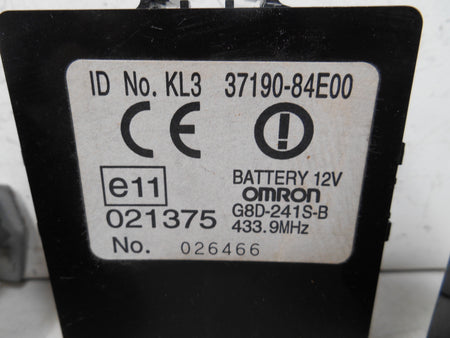 ID No. KL3 37190-84E00
CE
e11
BATTERY 12V
OMRON
021375 G8D-241S-B
433.9MHz
No. 026466